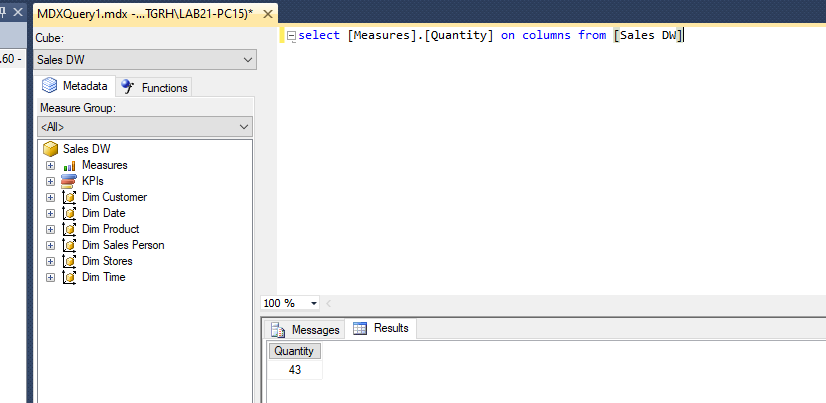 MDXQuery1.mdx -...TGRH\LAB21-PC15)*
Cube:
.60 -
Sales DW
Metadata
Functions
Measure Group:
<All>
Sales DW
Measures
KPIs
Dim Customer
Dim Date
Dim Product
Dim Sales Person
Dim Stores
Dim Time
select [Measures].[Quantity] on columns from [Sales DW]
100 %
Messages
Results
Quantity
43